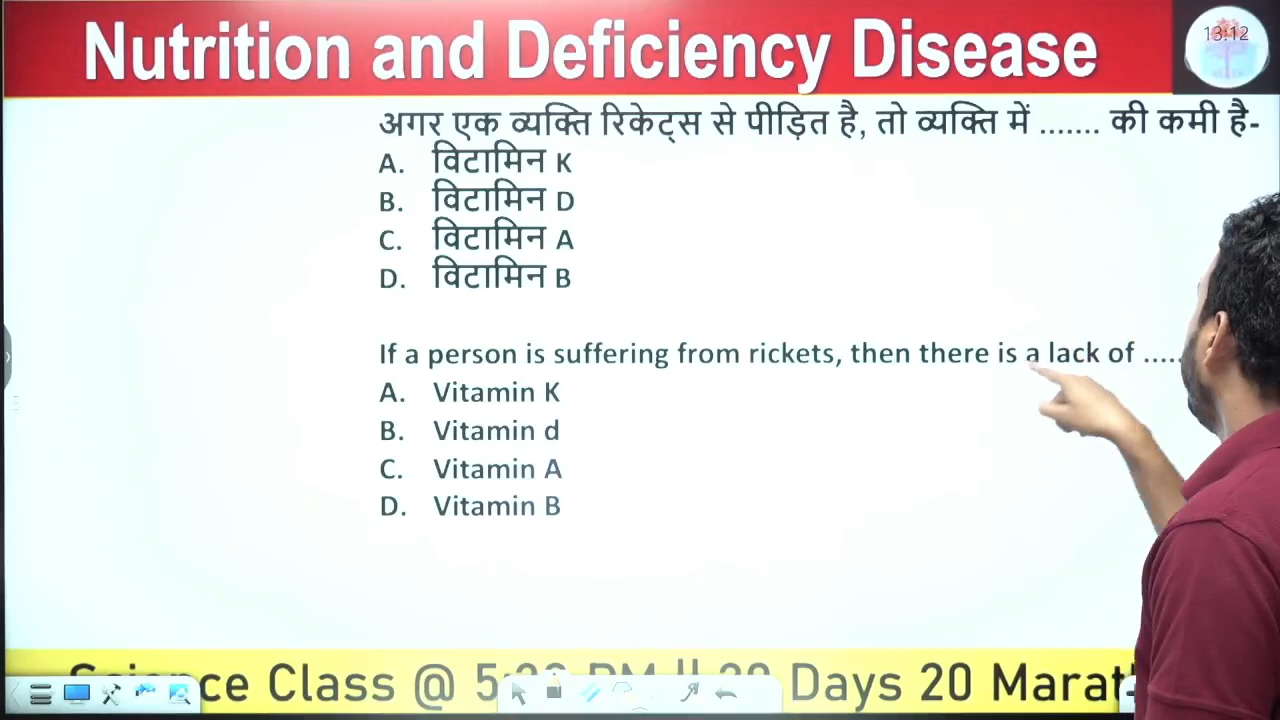 Nutrition and Deficiency Disease
13:12
अगर एक व्यक्ति रिकेट्स से पीड़ित है, तो व्यक्ति में ....... की कमी है-
A. विटामिन K
B. विटामिन D
C. विटामिन A
D. विटामिन B
If a person is suffering from rickets, then there is a lack of .....
A. Vitamin K
B. Vitamin d
C. Vitamin A
D. Vitamin B
Class @ Days 20